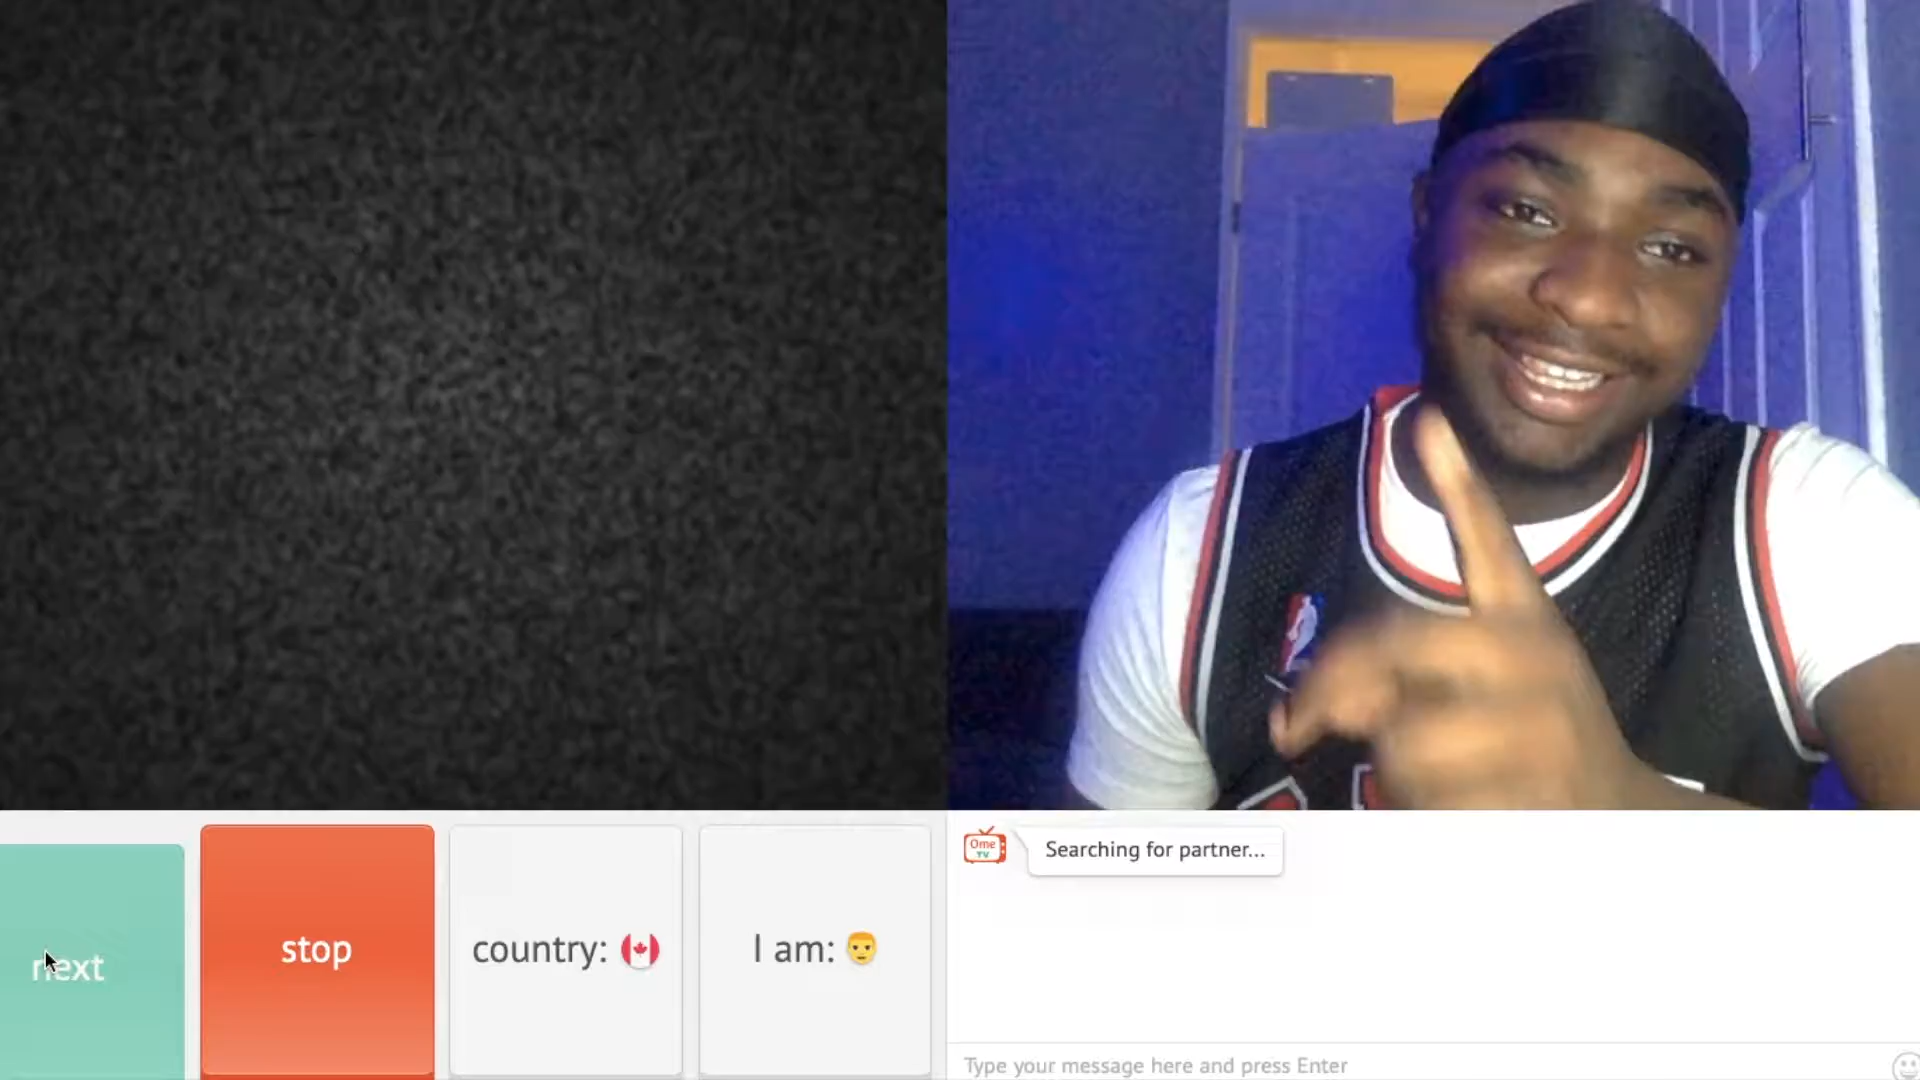 next
stop
country:
I am:
Ome
TV
Searching for partner...
Type your message here and press Enter